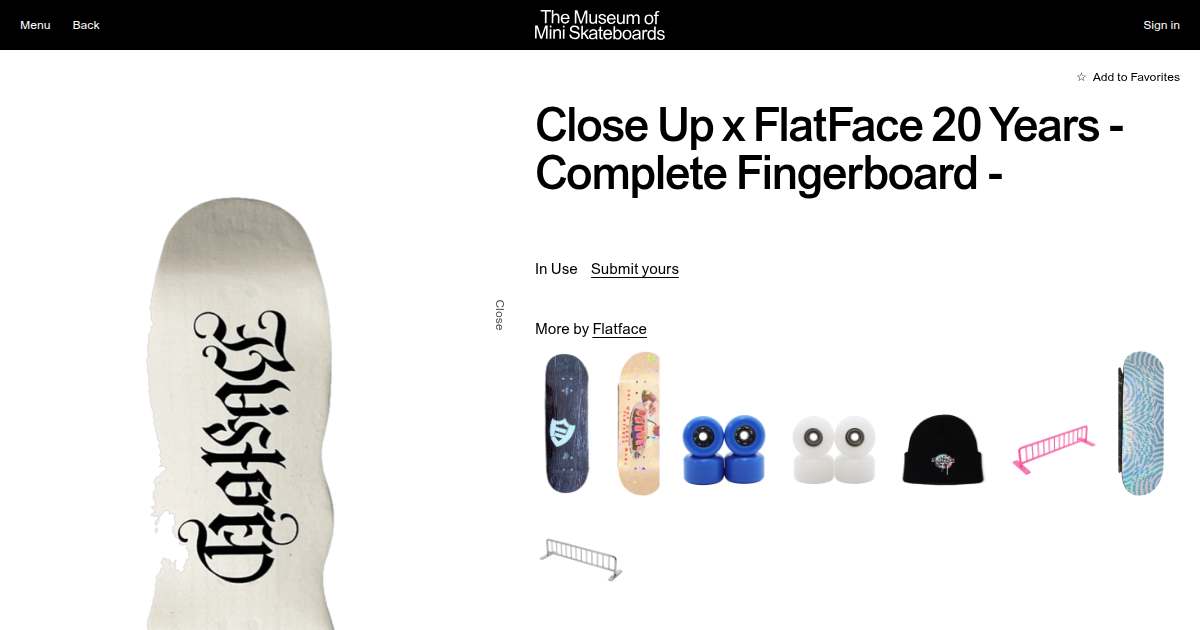 Menu
Back
The Museum of
Mini Skateboards
Sign in
☆ Add to Favorites
Close Up x FlatFace 20 Years -
Complete Fingerboard -
In Use
Submit yours
Close
More by Flatface